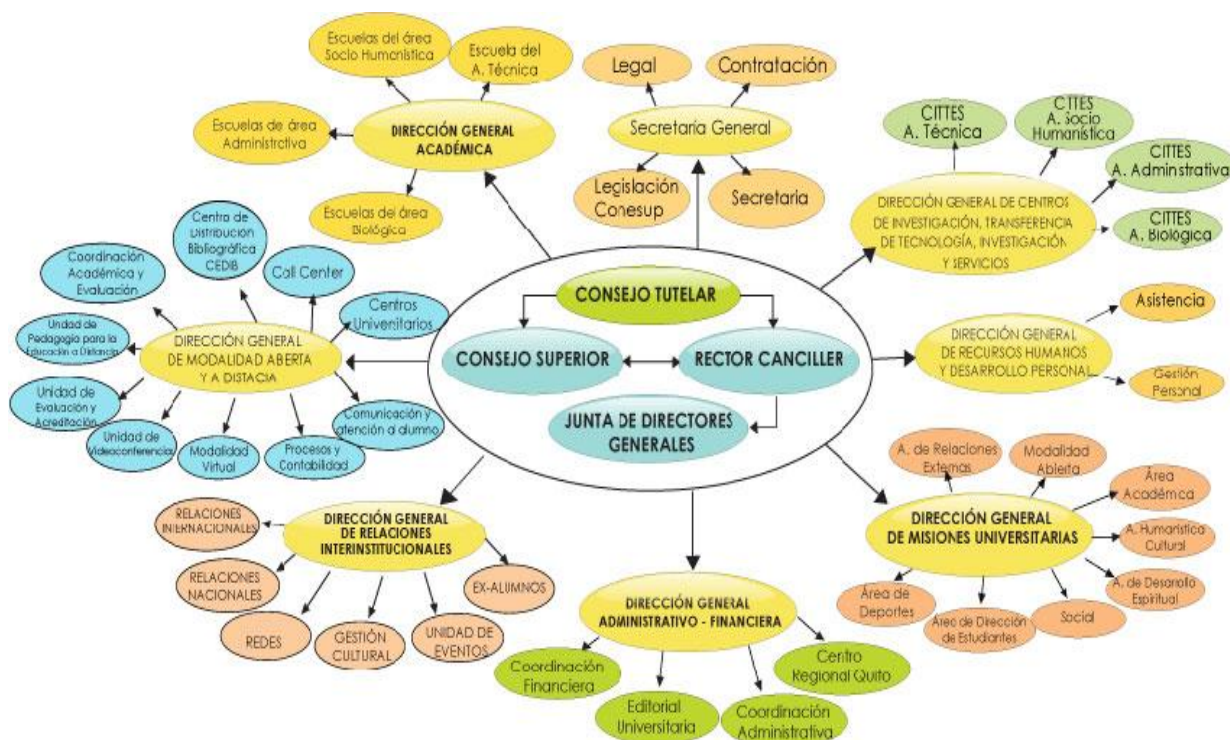 Escuelas del área
Socio Humanística
Escuela del
A. Técnica
Escuelas de área
Administrctiva
DIRECCIÓN GENERAL
ACADÉMICA
Escuelas del área
Biológica
Legal
Contratación
Secretaría General
Legislación
Conesup
Secretaria
CITTES
A. Técnica
CITTES
A. Socio
Humanística
CITTES
A. Adminstrativa
CITTES
A. Biológica
DIRECCIÓN GENERAL DE CENTROS
DE INVESTIGACIÓN, TRANSFERENCIA
DE TECNOLOGÍA, INVESTIGACIÓN
Y SERVICIOS
Centro de
Distribución
Bibliográfica
CEDIB
Coordinación
Académica y
Evaluación
Call Center
Centros
Universitarios
Unidad de
Pedagogía para la
Educación a Distancia
DIRECCIÓN GENERAL
DE MODALIDAD ABIERTA
Y A DISTACIA
Unidad de
Evaluación y
Acreditación
Unidad de
Videoconferencia
Modalidad
Virtual
Procesos y
Contabilidad
Comunicación y
atención al alumno
CONSEJO TUTELAR
CONSEJO SUPERIOR
RECTOR CANCILLER
JUNTA DE DIRECTORES
GENERALES
Asistencia
DIRECCIÓN GENERAL
DE RECURSOS HUMANOS
Y DESARROLLO PERSONAL
Gestión
Personal
RELACIONES
INTERNACIONALES
DIRECCIÓN GENERAL
DE RELACIONES
INTERINSTITUCIONALES
RELACIONES
NACIONALES
REDES
GESTIÓN
CULTURAL
UNIDAD DE
EVENTOS
EX-ALUMNOS
DIRECCIÓN GENERAL
ADMINISTRATIVO - FINANCIERA
Coordinación
Financiera
Editorial
Universitaria
Coordinación
Administrativa
Centro
Regional Quito
A. de Relaciones
Externas
Modalidad
Abierta
Área
Académica
DIRECCIÓN GENERAL
DE MISIONES UNIVERSITARIAS
A. Humanística
Cultural
A. de Desarrollo
Espiritual
Área de
Deportes
Área de Dirección
de Estudiantes
Social